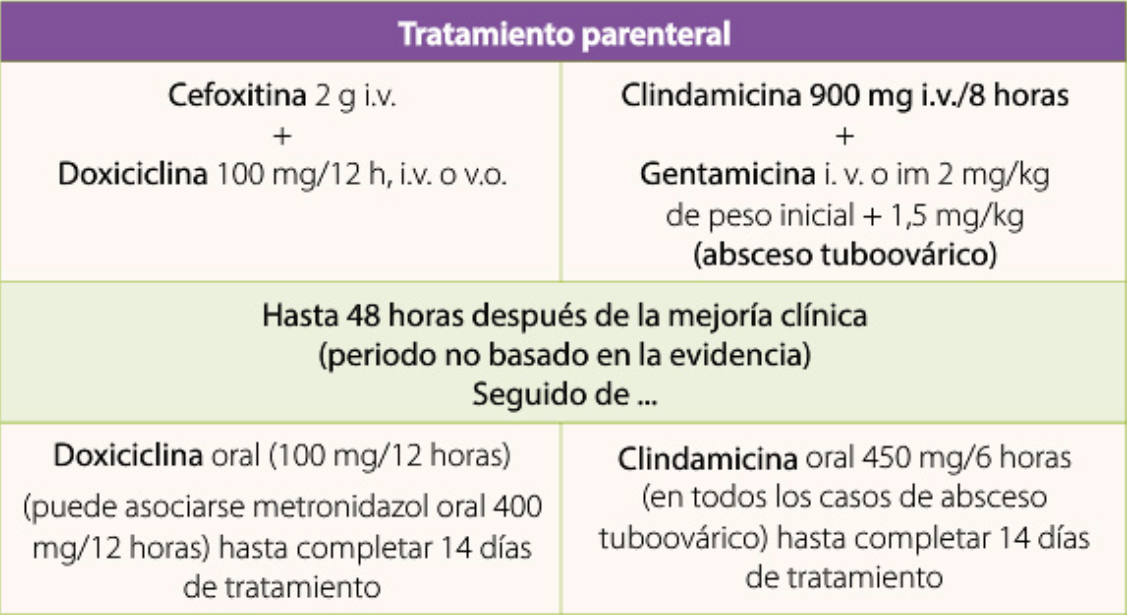 Tratamiento parenteral
Cefoxitina 2 g i.v.
+
Doxiciclina 100 mg/12 h, i.v. o v.o.
Clindamicina 900 mg i.v./8 horas
+
Gentamicina i. v. o im 2 mg/kg
de peso inicial + 1,5 mg/kg
(absceso tuboovárico)
Hasta 48 horas después de la mejoría clínica
(periodo no basado en la evidencia)
Seguido de ...
Doxiciclina oral (100 mg/12 horas)
(puede asociarse metronidazol oral 400
mg/12 horas) hasta completar 14 días
de tratamiento
Clindamicina oral 450 mg/6 horas
(en todos los casos de absceso
tuboovárico) hasta completar 14 días
de tratamiento